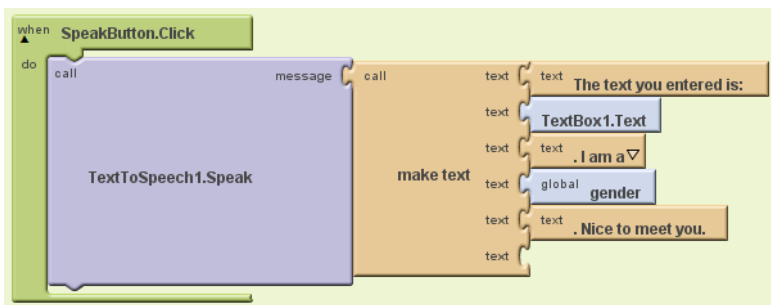 when SpeakButton.Click
do call message call text text The text you entered is:
text TextBox1.Text
text text . I am a
TextToSpeech1.Speak make text text global gender
text text . Nice to meet you.
text